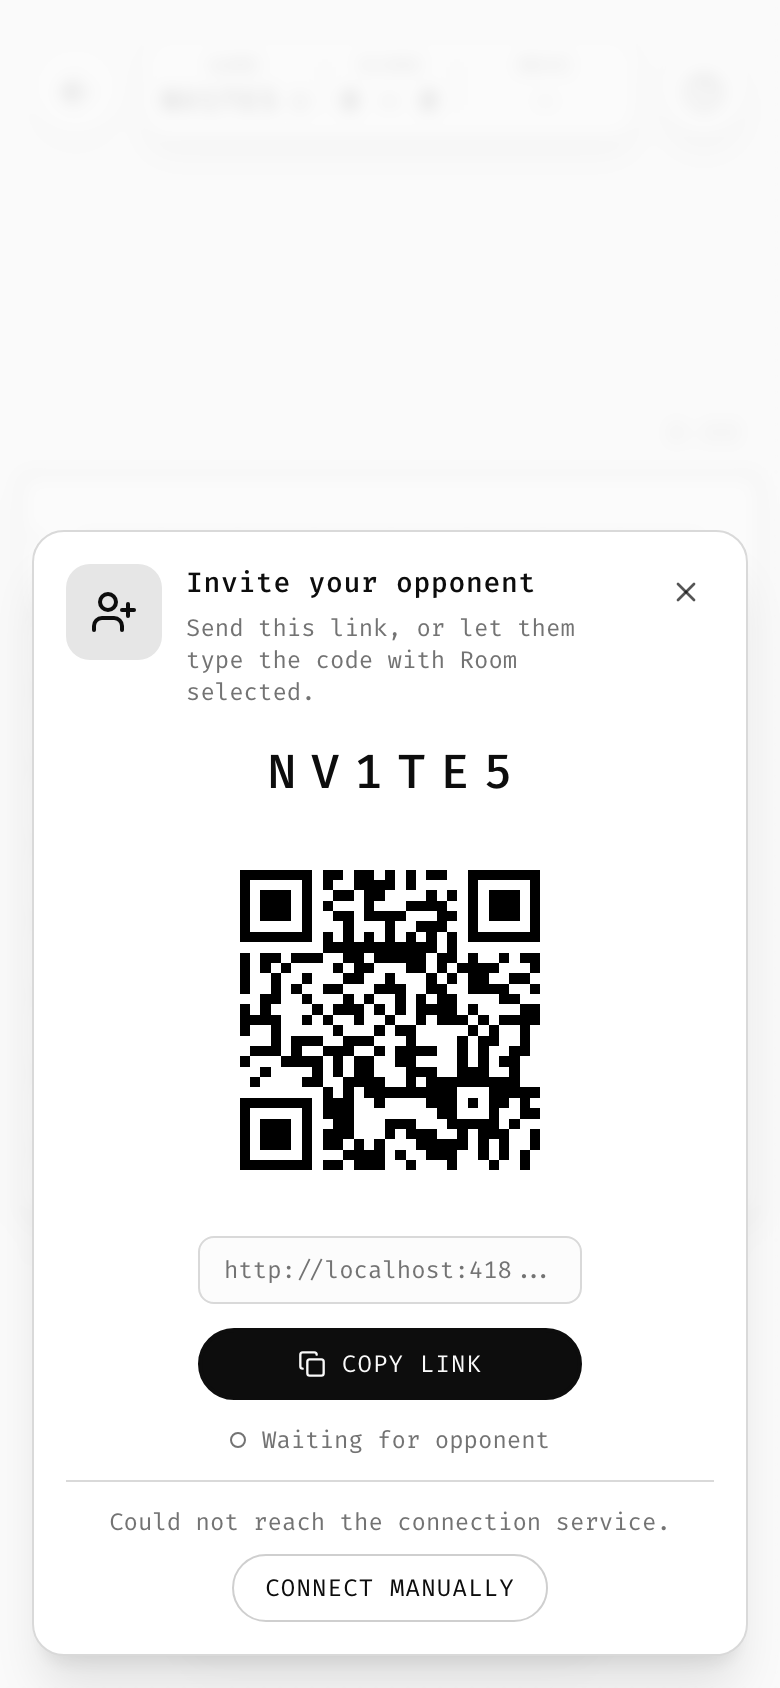 Invite your opponent
Send this link, or let them
type the code with Room
selected.
NV1TE5
http://localhost:418...
COPY LINK
Waiting for opponent
Could not reach the connection service.
CONNECT MANUALLY